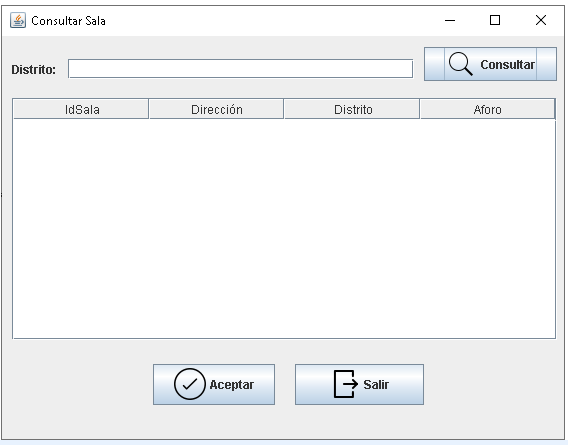 Consultar Sala
Distrito:
Consultar
IdSala Dirección Distrito Aforo
Aceptar
Salir